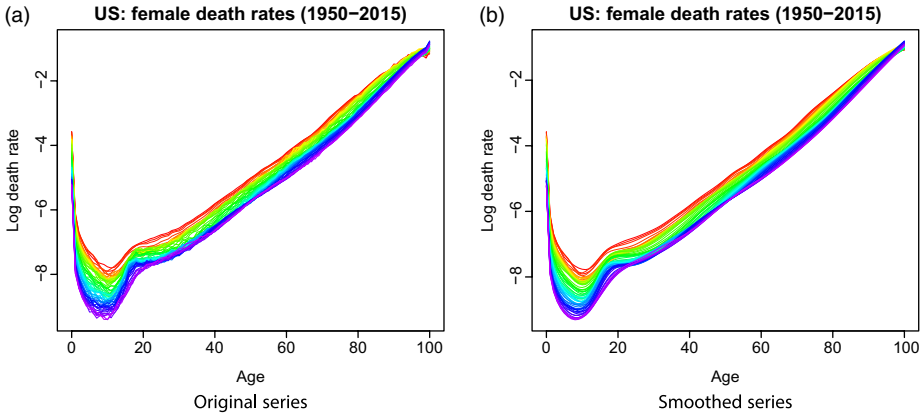 (a)
US: female death rates (1950−2015)
Log death rate
−2
−4
−6
−8
0 20 40 60 80 100
Age
Original series
(b)
US: female death rates (1950−2015)
Log death rate
−2
−4
−6
−8
0 20 40 60 80 100
Age
Smoothed series